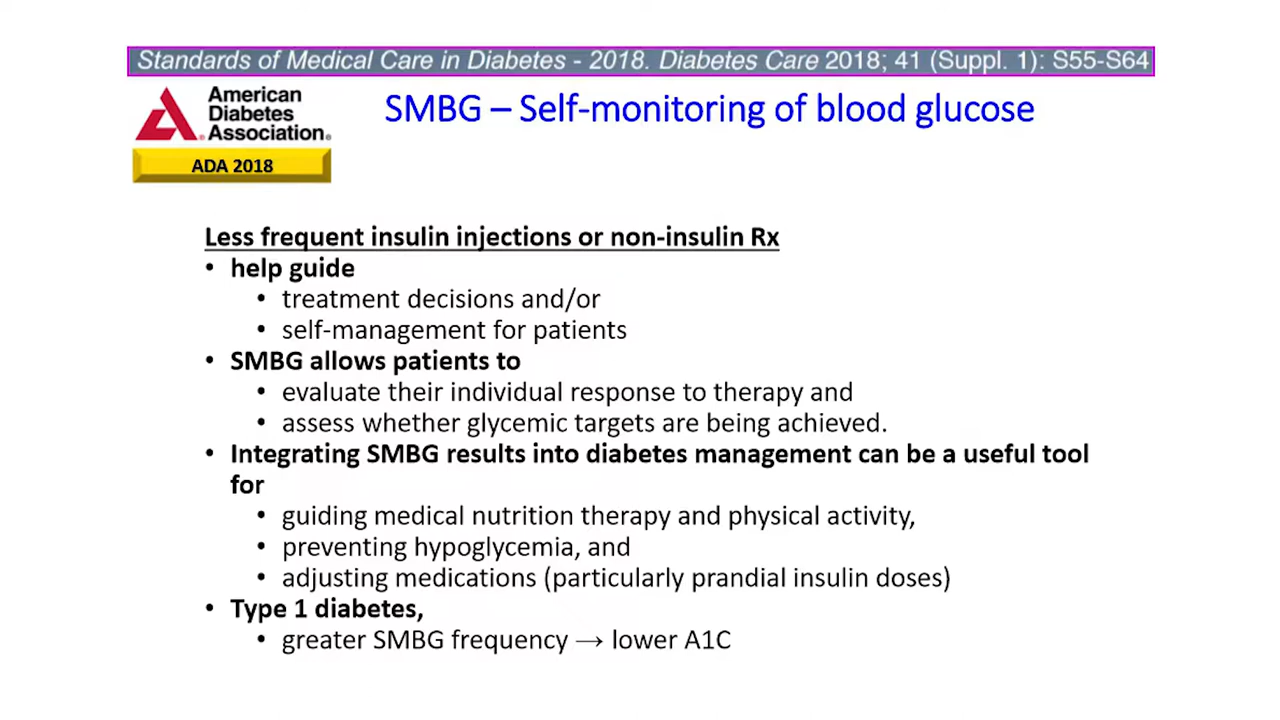 Standards of Medical Care in Diabetes - 2018. Diabetes Care 2018; 41 (Suppl. 1): S55-S64
American
Diabetes
Association®
ADA 2018
SMBG – Self-monitoring of blood glucose
Less frequent insulin injections or non-insulin Rx
• help guide
• treatment decisions and/or
• self-management for patients
• SMBG allows patients to
• evaluate their individual response to therapy and
• assess whether glycemic targets are being achieved.
• Integrating SMBG results into diabetes management can be a useful tool
for
• guiding medical nutrition therapy and physical activity,
• preventing hypoglycemia, and
• adjusting medications (particularly prandial insulin doses)
• Type 1 diabetes,
• greater SMBG frequency → lower A1C